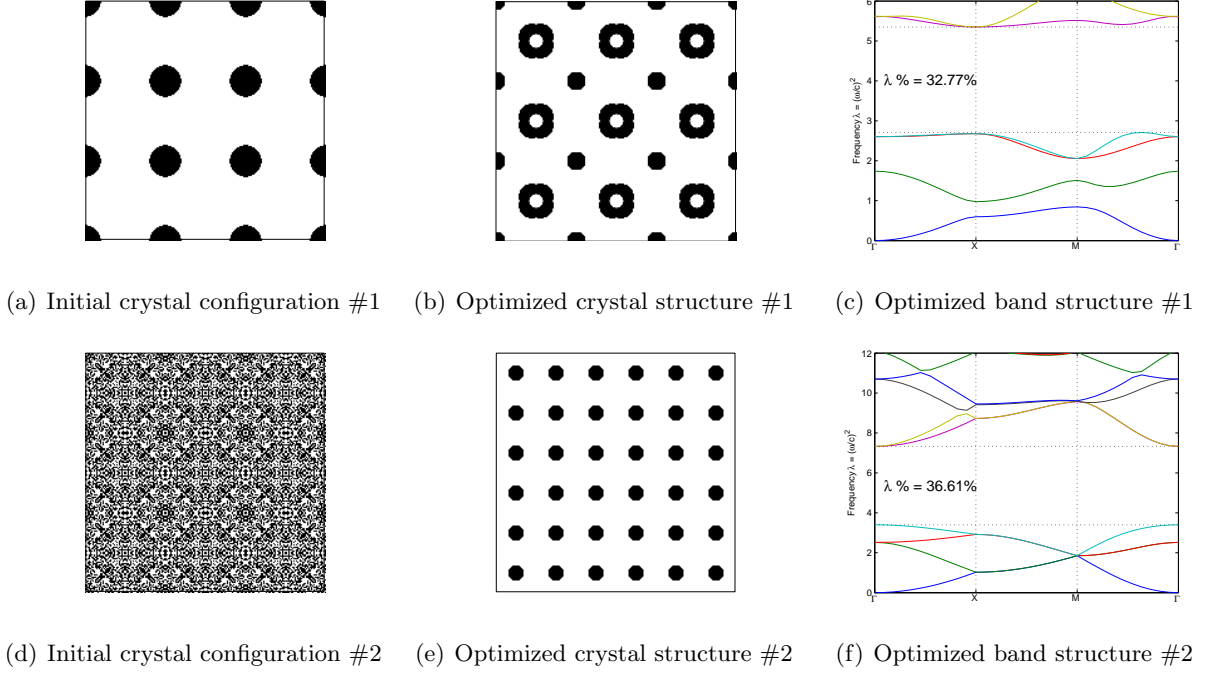 6
5
4
3
2
1
0
Frequency λ = (ω/c)²
λ % = 32.77%
Γ X M Γ
(a) Initial crystal configuration #1 (b) Optimized crystal structure #1 (c) Optimized band structure #1
12
10
8
6
4
2
0
Frequency λ = (ω/c)²
λ % = 36.61%
Γ X M Γ
(d) Initial crystal configuration #2 (e) Optimized crystal structure #2 (f) Optimized band structure #2